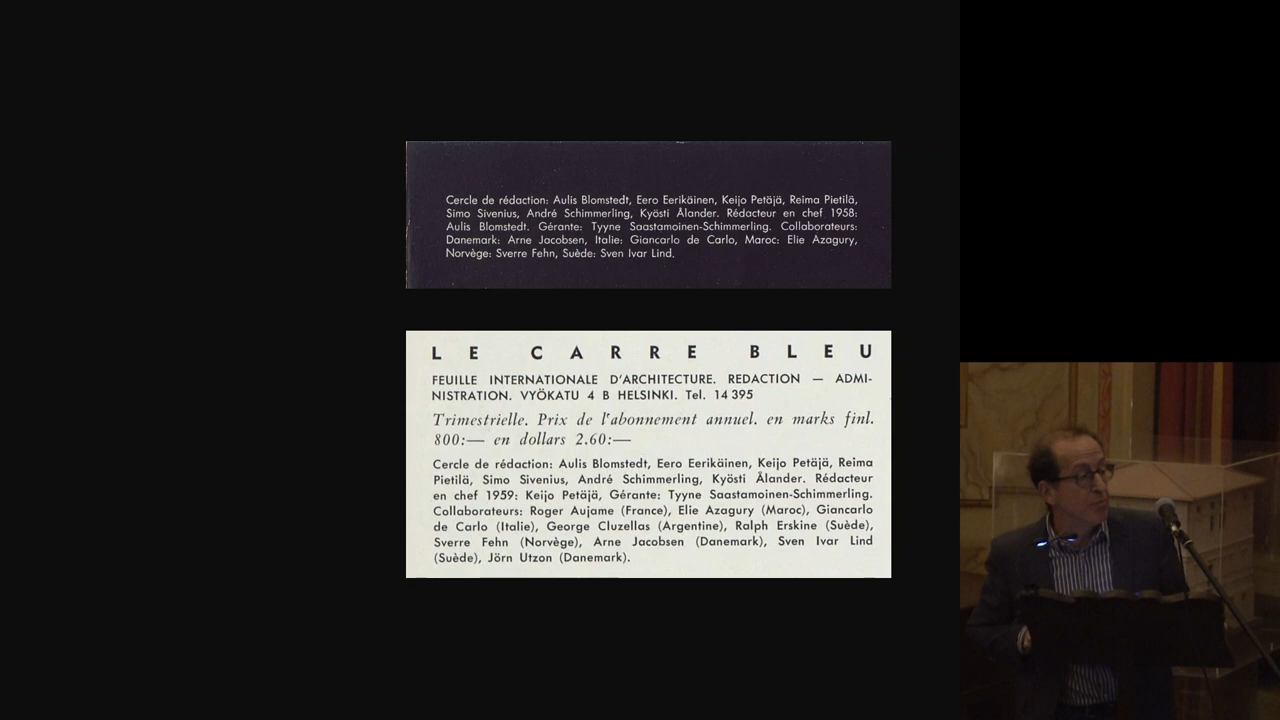 Cercle de rédaction: Aulis Blomstedt, Eero Eerikäinen, Keijo Petäjä, Reima Pietilä,
Simo Sivenius, André Schimmerling, Kyösti Ålander. Rédacteur en chef 1958:
Aulis Blomstedt. Gérante: Tyyne Saastamoinen-Schimmerling. Collaborateurs:
Danemark: Arne Jacobsen, Italie: Giancarlo de Carlo, Maroc: Elie Azagury,
Norvège: Sverre Fehn, Suède: Sven Ivar Lind.
LE CARRE BLEU
FEUILLE INTERNATIONALE D'ARCHITECTURE. REDACTION — ADMI-
NISTRATION. VYÖKATU 4 B HELSINKI. Tel. 14 395
Trimestrielle. Prix de l'abonnement annuel. en marks finl.
800:— en dollars 2.60:—
Cercle de rédaction: Aulis Blomstedt, Eero Eerikäinen, Keijo Petäjä, Reima
Pietilä, Simo Sivenius, André Schimmerling, Kyösti Ålander. Rédacteur
en chef 1959: Keijo Petäjä, Gérante: Tyyne Saastamoinen-Schimmerling.
Collaborateurs: Roger Aujame (France), Elie Azagury (Maroc), Giancarlo
de Carlo (Italie), George Cluzellas (Argentine), Ralph Erskine (Suède),
Sverre Fehn (Norvège), Arne Jacobsen (Danemark), Sven Ivar Lind
(Suède), Jörn Utzon (Danemark).